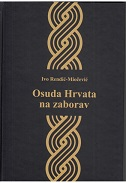 Ivo Rendić-Miočević
Osuda Hrvata
na zaborav